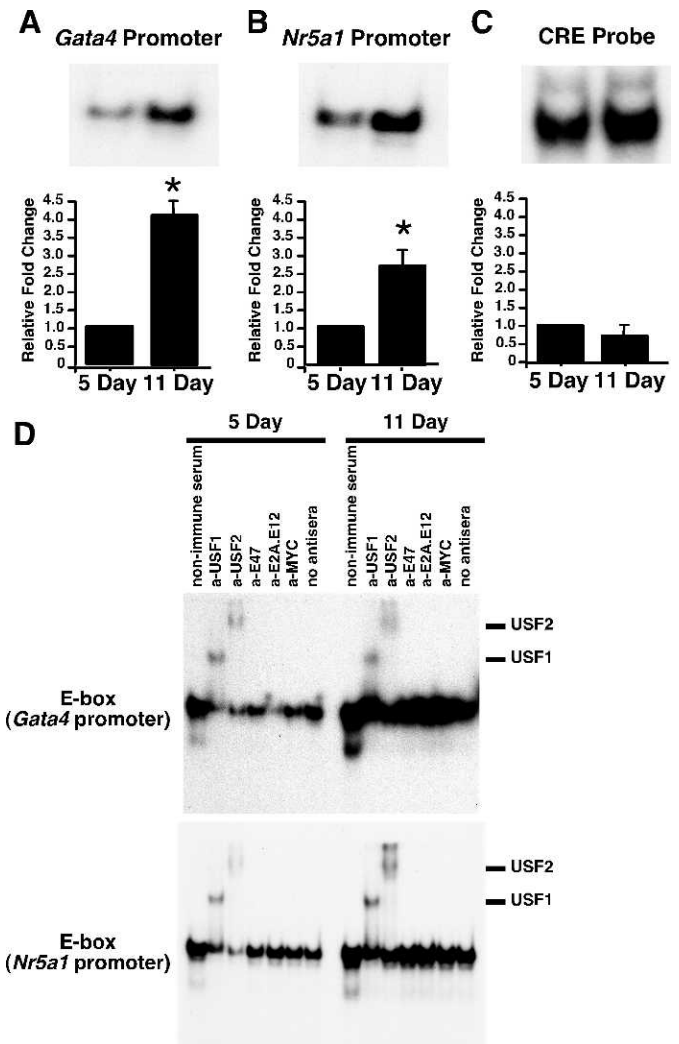 A
Gata4 Promoter
B
Nr5a1 Promoter
C
CRE Probe
Relative Fold Change
4.5
4.0
3.5
3.0
2.5
2.0
1.5
1.0
0.5
0
*
5 Day 11 Day
Relative Fold Change
4.5
4.0
3.5
3.0
2.5
2.0
1.5
1.0
0.5
0
*
5 Day 11 Day
Relative Fold Change
4.5
4.0
3.5
3.0
2.5
2.0
1.5
1.0
0.5
0
5 Day 11 Day
D
5 Day
11 Day
non-immune serum
a-USF1
a-USF2
a-E47
a-E2A.E12
a-MYC
no antisera
non-immune serum
a-USF1
a-USF2
a-E47
a-E2A.E12
a-MYC
no antisera
USF2
USF1
E-box
(Gata4 promoter)
USF2
USF1
E-box
(Nr5a1 promoter)